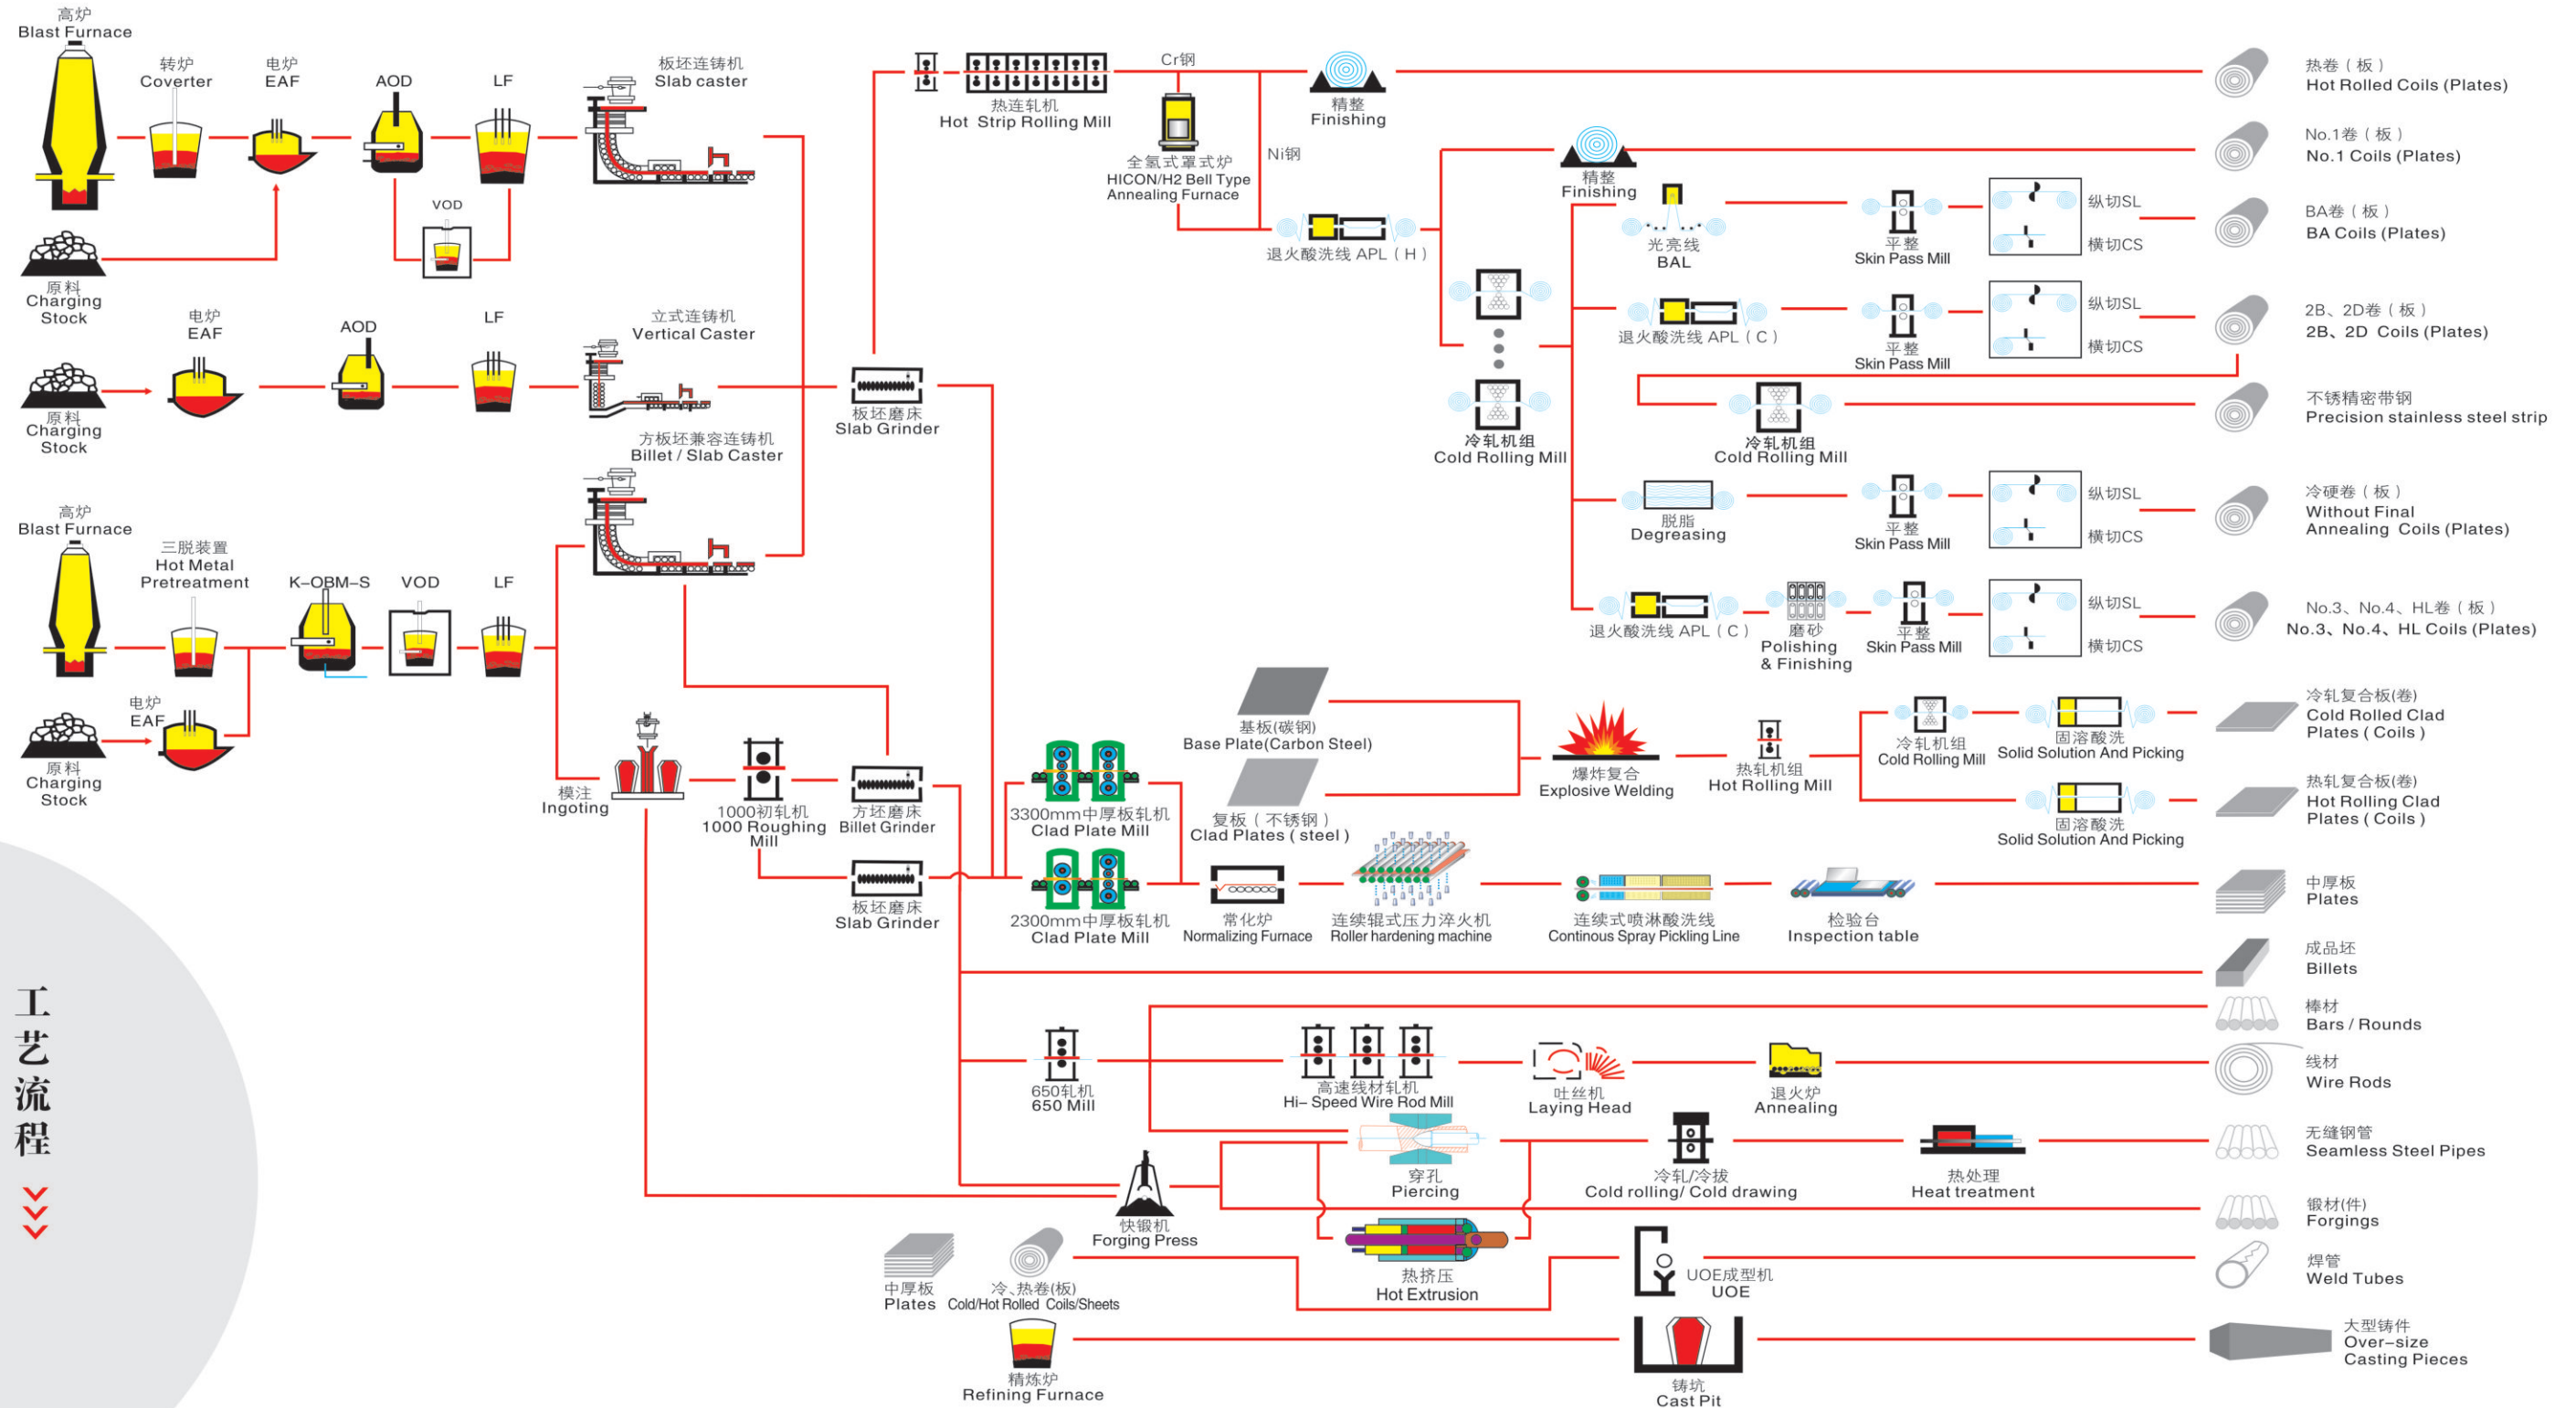 高炉
Blast Furnace
转炉
Coverter
电炉
EAF
AOD
LF
板坯连铸机
Slab caster
VOD
原料
Charging
Stock
电炉
EAF
AOD
LF
立式连铸机
Vertical Caster
原料
Charging
Stock
方板坯兼容连铸机
Billet / Slab Caster
板坯磨床
Slab Grinder
高炉
Blast Furnace
三脱装置
Hot Metal
Pretreatment
K-OBM-S
VOD
LF
电炉
EAF
原料
Charging
Stock
模注
Ingoting
1000初轧机
1000 Roughing
Mill
方坯磨床
Billet Grinder
板坯磨床
Slab Grinder
热连轧机
Hot Strip Rolling Mill
Cr钢
全氢式罩式炉
HICON/H2 Bell Type
Annealing Furnace
Ni钢
精整
Finishing
热卷（板）
Hot Rolled Coils (Plates)
退火酸洗线 APL（H）
精整
Finishing
No.1卷（板）
No.1 Coils (Plates)
冷轧机组
Cold Rolling Mill
光亮线
BAL
平整
Skin Pass Mill
纵切SL
横切CS
BA卷（板）
BA Coils (Plates)
退火酸洗线 APL（C）
平整
Skin Pass Mill
纵切SL
横切CS
2B、2D卷（板）
2B、2D Coils (Plates)
冷轧机组
Cold Rolling Mill
不锈精密带钢
Precision stainless steel strip
脱脂
Degreasing
平整
Skin Pass Mill
纵切SL
横切CS
冷硬卷（板）
Without Final
Annealing Coils (Plates)
退火酸洗线 APL（C）
磨砂
Polishing
& Finishing
平整
Skin Pass Mill
纵切SL
横切CS
No.3、No.4、HL卷（板）
No.3、No.4、HL Coils (Plates)
基板(碳钢)
Base Plate(Carbon Steel)
复板（不锈钢）
Clad Plates ( steel )
爆炸复合
Explosive Welding
热轧机组
Hot Rolling Mill
冷轧机组
Cold Rolling Mill
固溶酸洗
Solid Solution And Picking
冷轧复合板(卷)
Cold Rolled Clad
Plates ( Coils )
固溶酸洗
Solid Solution And Picking
热轧复合板(卷)
Hot Rolling Clad
Plates ( Coils )
3300mm中厚板轧机
Clad Plate Mill
2300mm中厚板轧机
Clad Plate Mill
常化炉
Normalizing Furnace
连续辊式压力淬火机
Roller hardening machine
连续式喷淋酸洗线
Continous Spray Pickling Line
检验台
Inspection table
中厚板
Plates
成品坯
Billets
棒材
Bars / Rounds
650轧机
650 Mill
高速线材轧机
Hi- Speed Wire Rod Mill
吐丝机
Laying Head
退火炉
Annealing
线材
Wire Rods
穿孔
Piercing
冷轧/冷拔
Cold rolling/ Cold drawing
热处理
Heat treatment
无缝钢管
Seamless Steel Pipes
快锻机
Forging Press
锻材(件)
Forgings
热挤压
Hot Extrusion
中厚板
Plates
冷、热卷(板)
Cold/Hot Rolled Coils/Sheets
UOE成型机
UOE
焊管
Weld Tubes
精炼炉
Refining Furnace
铸坑
Cast Pit
大型铸件
Over-size
Casting Pieces
工艺流程